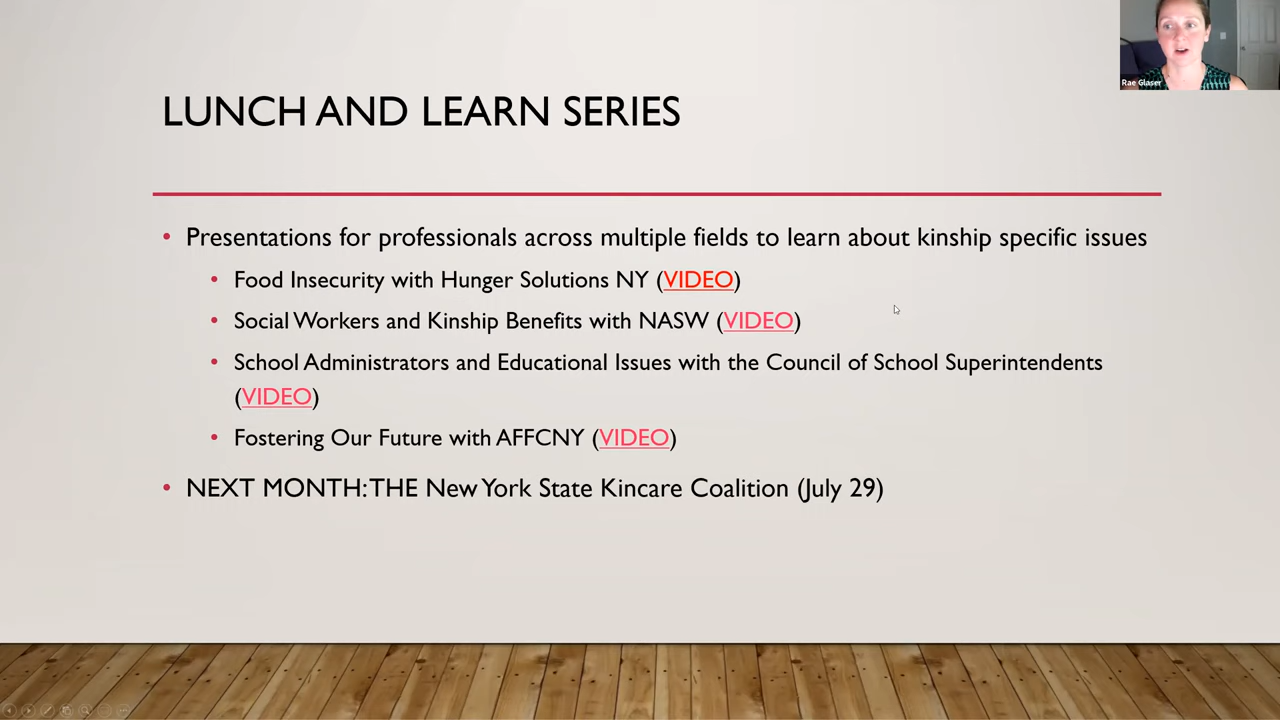 Rae Glaser
LUNCH AND LEARN SERIES
• Presentations for professionals across multiple fields to learn about kinship specific issues
• Food Insecurity with Hunger Solutions NY (VIDEO)
• Social Workers and Kinship Benefits with NASW (VIDEO)
• School Administrators and Educational Issues with the Council of School Superintendents
(VIDEO)
• Fostering Our Future with AFFCNY (VIDEO)
• NEXT MONTH: THE New York State Kincare Coalition (July 29)